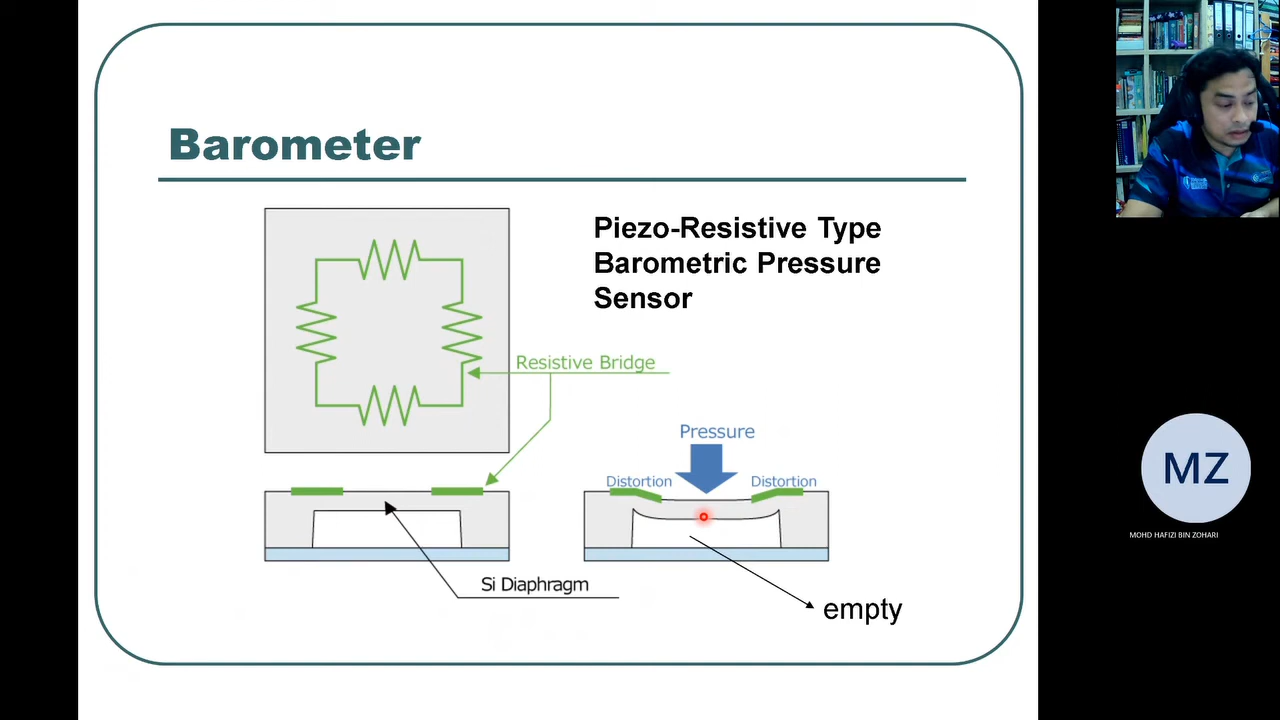 Barometer
Piezo-Resistive Type
Barometric Pressure
Sensor
Resistive Bridge
Pressure
Distortion
Distortion
Si Diaphragm
empty
MZ
MOHD HAFIZI BIN ZOHARI